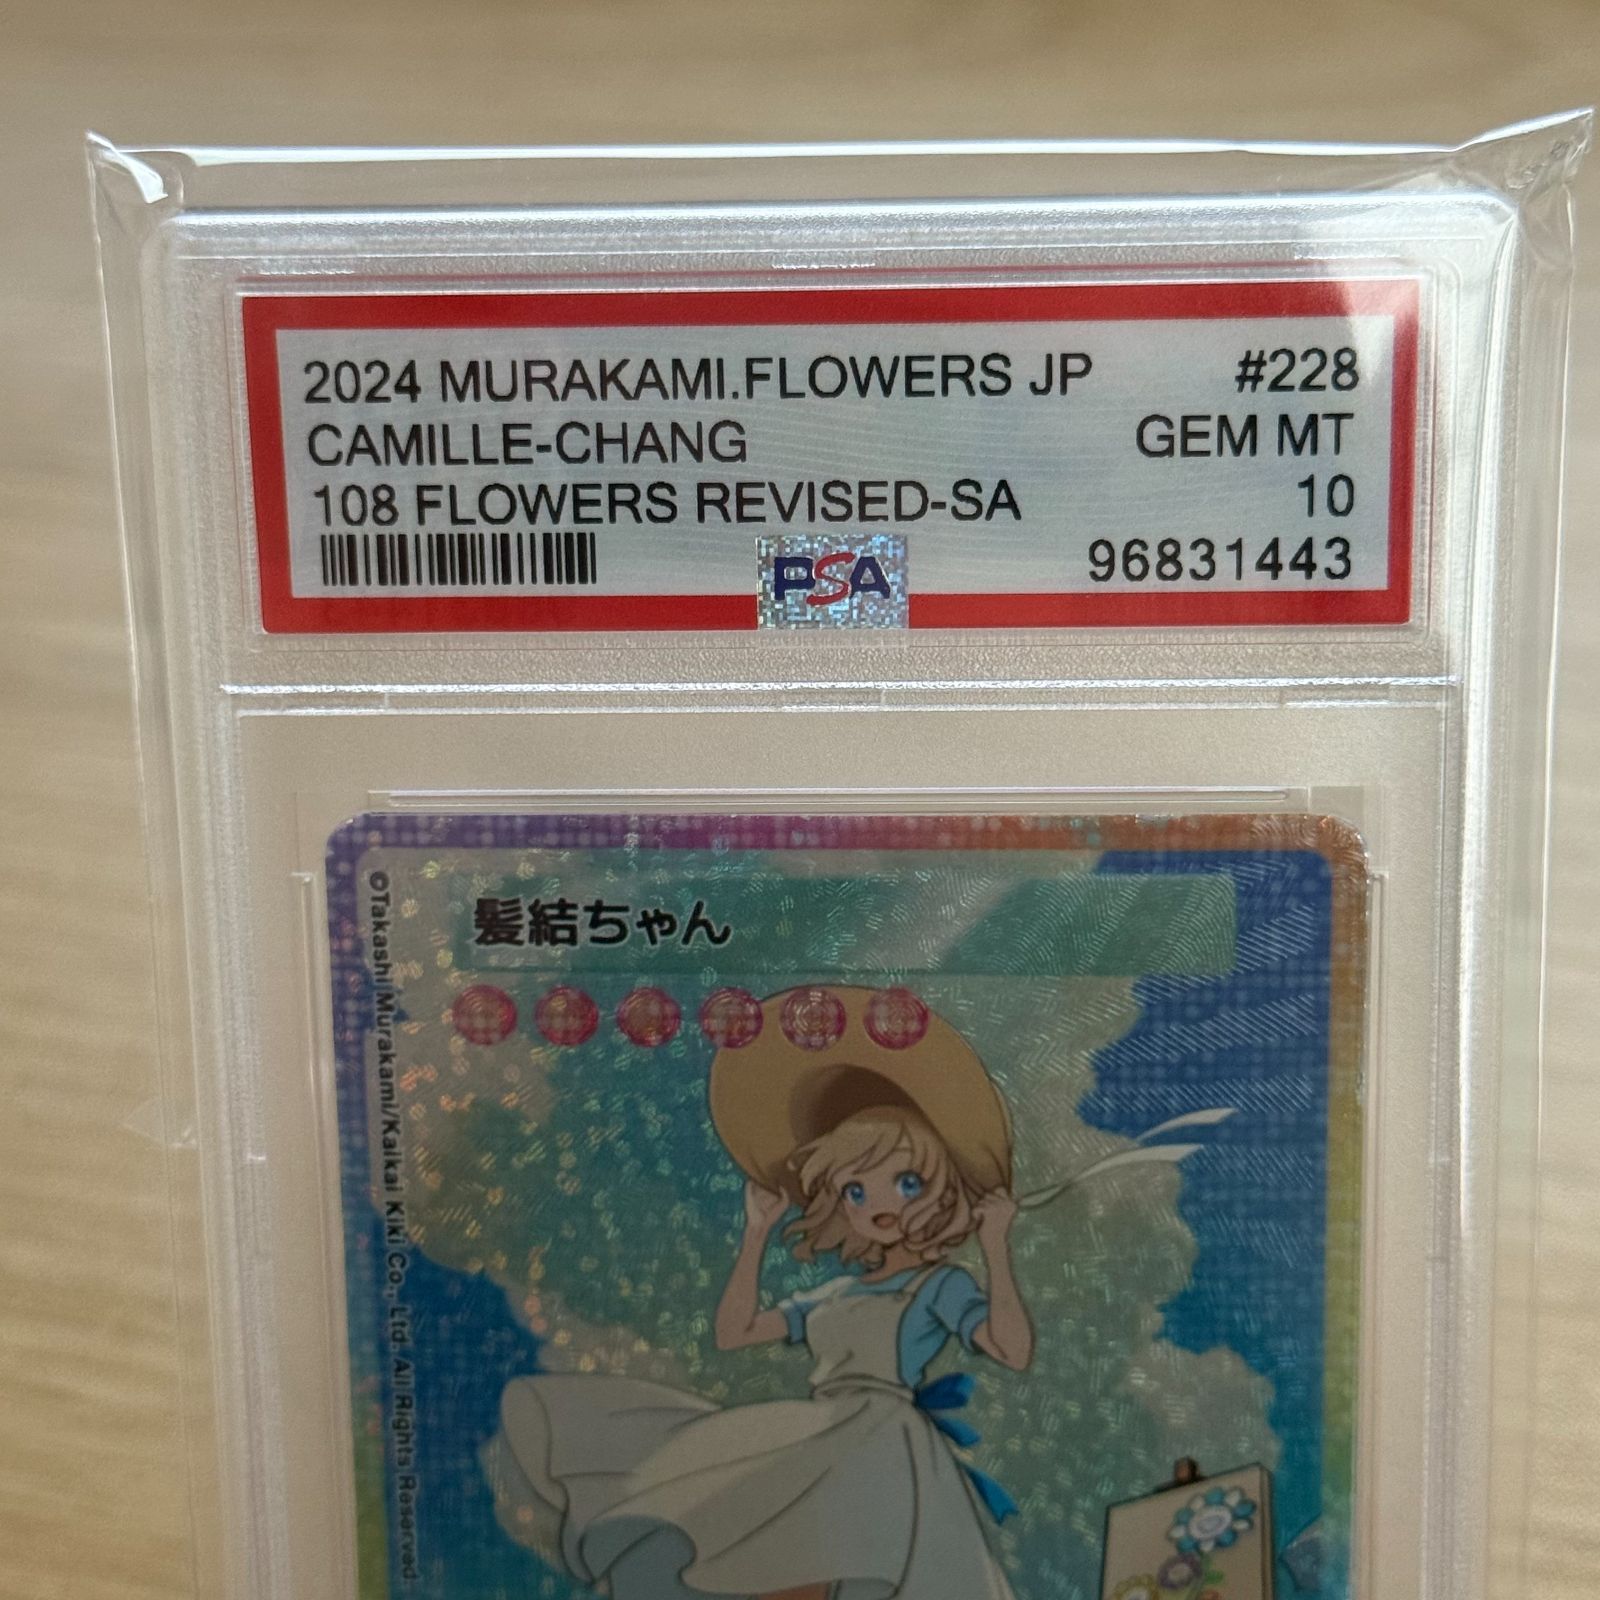 2024 MURAKAMI.FLOWERS JP #228
CAMILLE-CHANG GEM MT
108 FLOWERS REVISED-SA 10
PSA 96831443
髪結ちゃん
©Takashi Murakami/Kaikai Kiki Co., Ltd. All Rights Reserved.